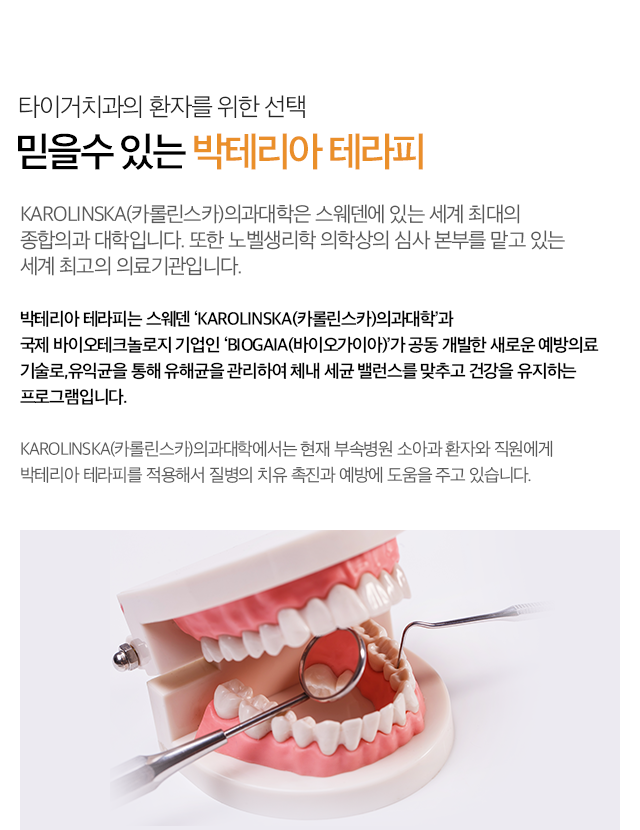 타이거치과의 환자를 위한 선택
믿을수 있는 박테리아 테라피
KAROLINSKA(카롤린스카)의과대학은 스웨덴에 있는 세계 최대의
종합의과 대학입니다. 또한 노벨생리학 의학상의 심사 본부를 맡고 있는
세계 최고의 의료기관입니다.
박테리아 테라피는 스웨덴 ‘KAROLINSKA(카롤린스카)의과대학’과
국제 바이오테크놀로지 기업인 ‘BIOGAIA(바이오가이아)’가 공동 개발한 새로운 예방의료
기술로,유익균을 통해 유해균을 관리하여 체내 세균 밸런스를 맞추고 건강을 유지하는
프로그램입니다.
KAROLINSKA(카롤린스카)의과대학에서는 현재 부속병원 소아과 환자와 직원에게
박테리아 테라피를 적용해서 질병의 치유 촉진과 예방에 도움을 주고 있습니다.